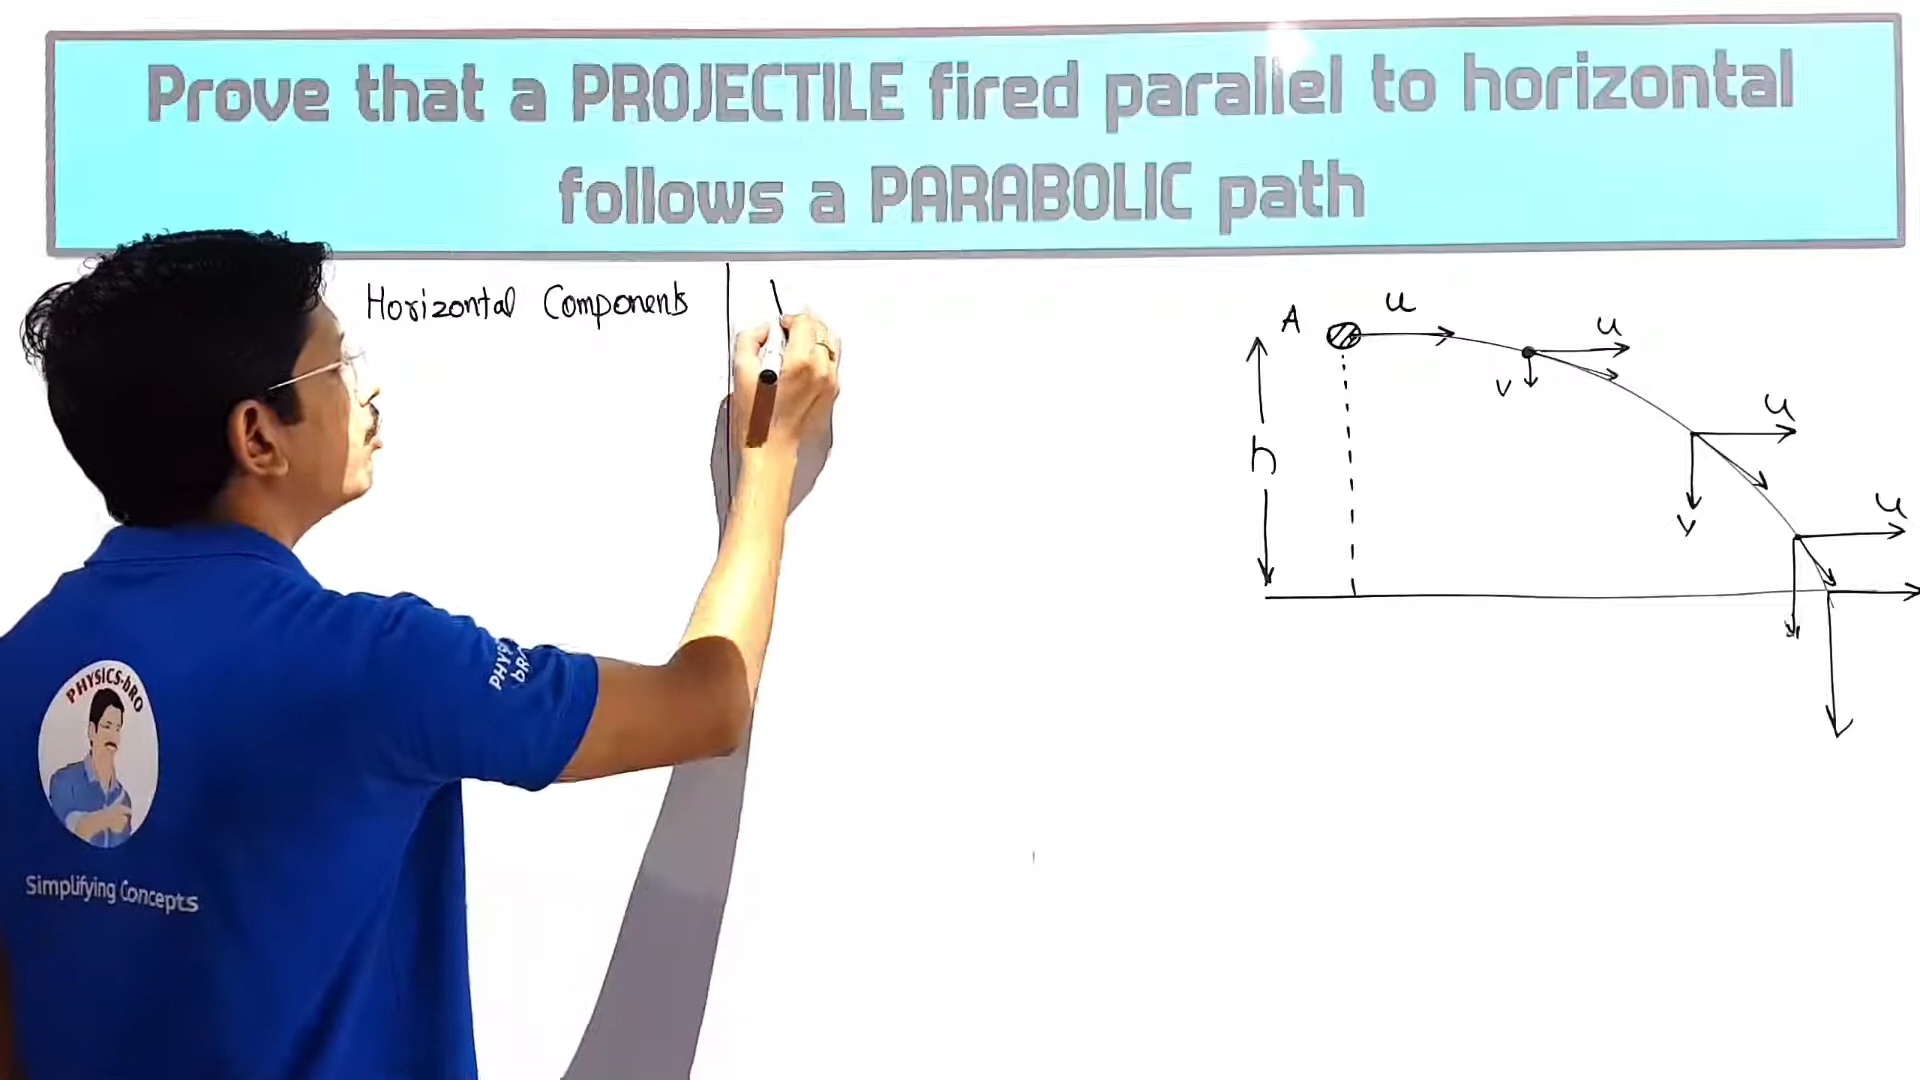 Prove that a PROJECTILE fired parallel to horizontal
follows a PARABOLIC path
Horizontal Components
A
u
u
v
u
v
u
h
PHYSICS-bRO
Simplifying Concepts